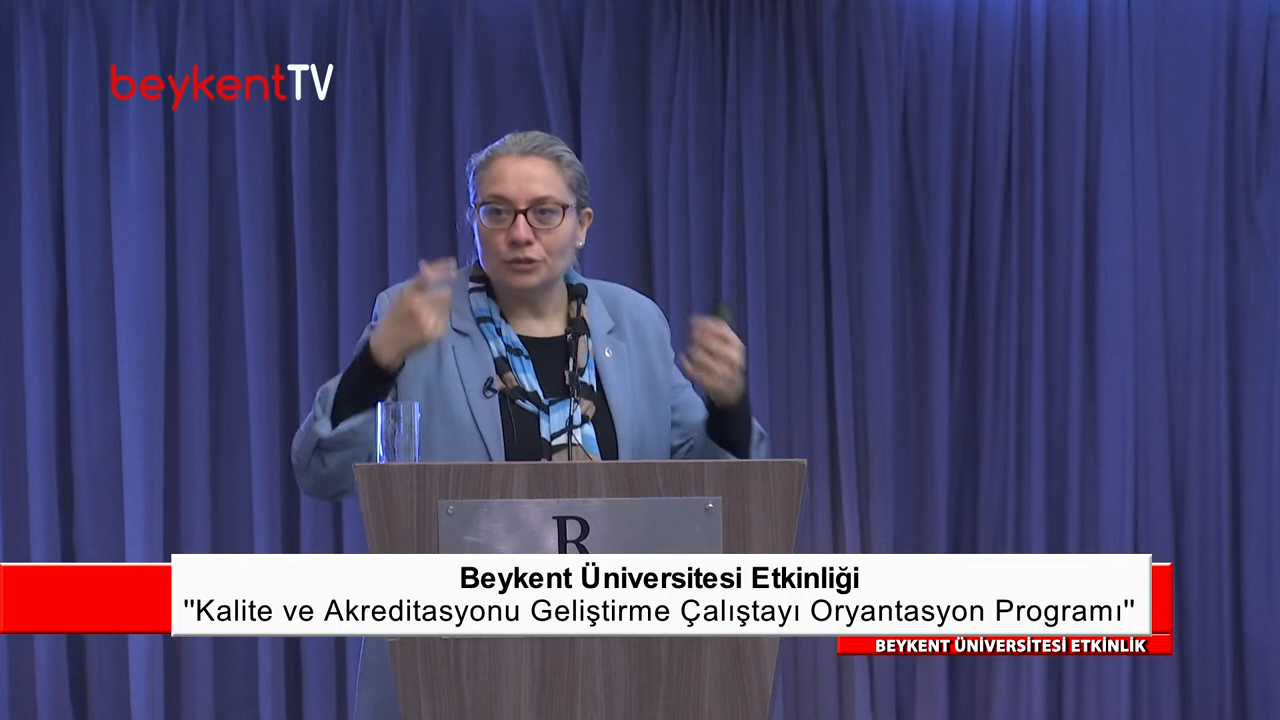 beykentTV
R
Beykent Üniversitesi Etkinliği
"Kalite ve Akreditasyonu Geliştirme Çalıştayı Oryantasyon Programı"
BEYKENT ÜNİVERSİTESİ ETKİNLİK